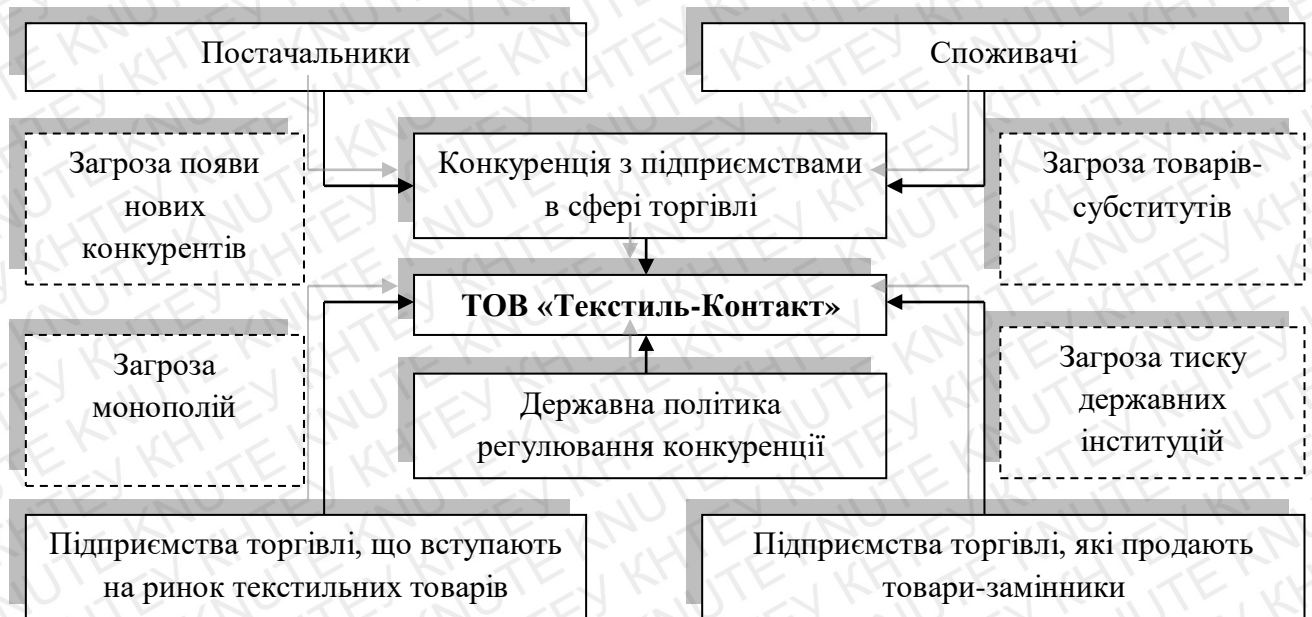 Постачальники
Споживачі
Загроза появи
нових
конкурентів
Конкуренція з підприємствами
в сфері торгівлі
Загроза товарів-
субститутів
ТОВ «Текстиль-Контакт»
Загроза
монополій
Державна політика
регулювання конкуренції
Загроза тиску
державних
інституцій
Підприємства торгівлі, що вступають
на ринок текстильних товарів
Підприємства торгівлі, які продають
товари-замінники